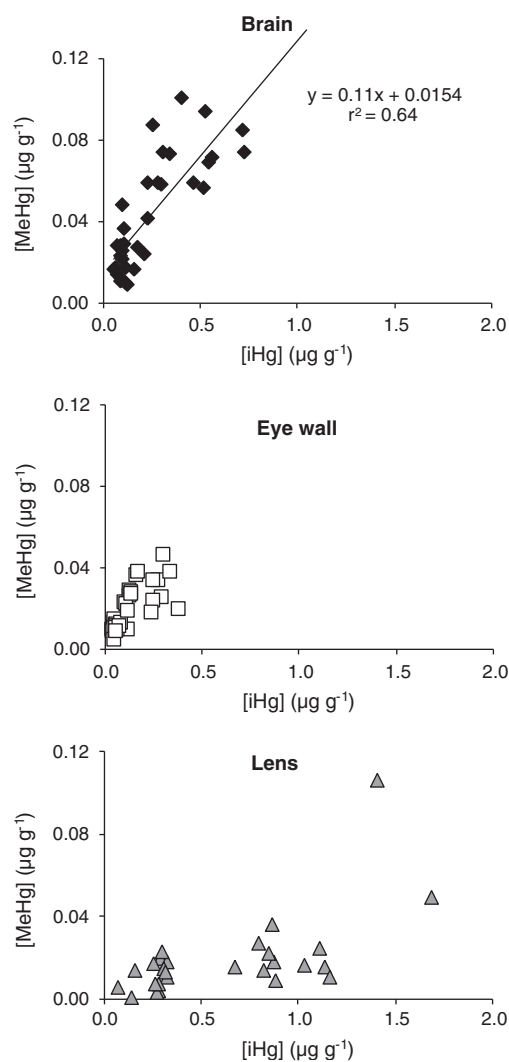 Brain
0.12
y = 0.11x + 0.0154
r² = 0.64
0.08
[MeHg] (µg g⁻¹)
0.04
0.00
0.0 0.5 1.0 1.5 2.0
[iHg] (µg g⁻¹)
0.12
Eye wall
0.08
[MeHg] (µg g⁻¹)
0.04
0.00
0.0 0.5 1.0 1.5 2.0
[iHg] (µg g⁻¹)
0.12
Lens
0.08
[MeHg] (µg g⁻¹)
0.04
0.00
0.0 0.5 1.0 1.5 2.0
[iHg] (µg g⁻¹)